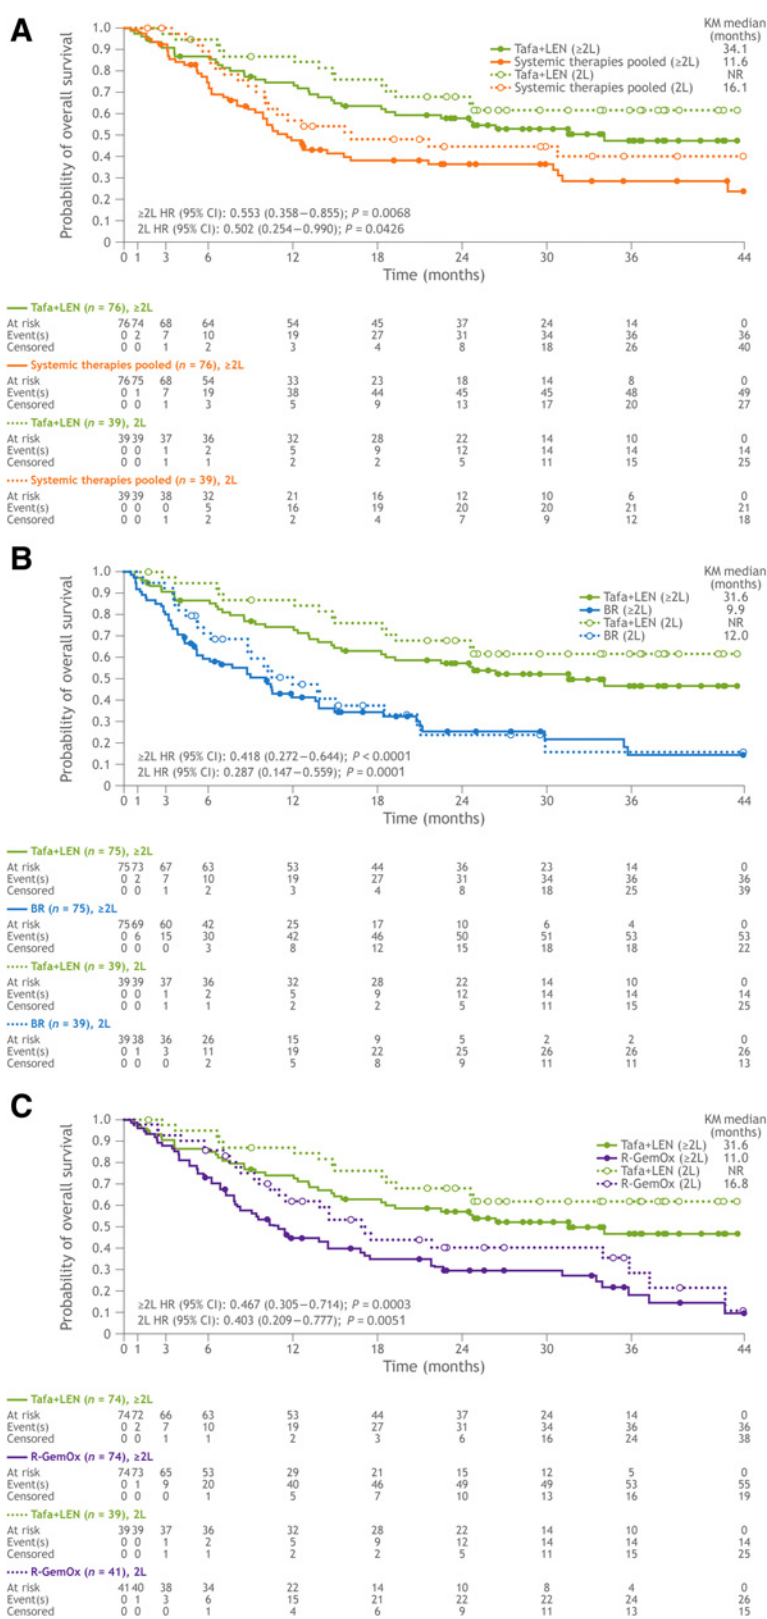 A
KM median
(months)
Tafa+LEN (≥2L) 34.1
Systemic therapies pooled (≥2L) 11.6
Tafa+LEN (2L) NR
Systemic therapies pooled (2L) 16.1
Probability of overall survival
1.0
0.9
0.8
0.7
0.6
0.5
0.4
0.3
0.2
0.1
0
≥2L HR (95% CI): 0.553 (0.358–0.855); P = 0.0068
2L HR (95% CI): 0.502 (0.254–0.990); P = 0.0426
0 1 3 6 12 18 24 30 36 44
Time (months)
Tafa+LEN (n = 76), ≥2L
At risk 76 74 68 64 54 45 37 24 14 0
Event(s) 0 2 7 10 19 27 31 34 36 36
Censored 0 0 1 2 3 4 8 18 26 40
Systemic therapies pooled (n = 76), ≥2L
At risk 76 75 68 54 33 23 18 14 8 0
Event(s) 0 1 7 19 38 44 45 45 48 49
Censored 0 0 1 3 5 9 13 17 20 27
Tafa+LEN (n = 39), 2L
At risk 39 39 37 36 32 28 22 14 10 0
Event(s) 0 0 1 2 5 9 12 14 14 14
Censored 0 0 1 1 2 2 5 11 15 25
Systemic therapies pooled (n = 39), 2L
At risk 39 39 38 32 21 16 12 10 6 0
Event(s) 0 0 0 5 16 19 20 20 21 21
Censored 0 0 1 2 2 4 7 9 12 18
B
KM median
(months)
Tafa+LEN (≥2L) 31.6
BR (≥2L) 9.9
Tafa+LEN (2L) NR
BR (2L) 12.0
Probability of overall survival
1.0
0.9
0.8
0.7
0.6
0.5
0.4
0.3
0.2
0.1
0
≥2L HR (95% CI): 0.418 (0.272–0.644); P < 0.0001
2L HR (95% CI): 0.287 (0.147–0.559); P = 0.0001
0 1 3 6 12 18 24 30 36 44
Time (months)
Tafa+LEN (n = 75), ≥2L
At risk 75 73 67 63 53 44 36 23 14 0
Event(s) 0 2 7 10 19 27 31 34 36 36
Censored 0 0 1 2 3 4 8 18 25 39
BR (n = 75), ≥2L
At risk 75 69 60 42 25 17 10 6 4 0
Event(s) 0 6 15 30 42 46 50 51 53 53
Censored 0 0 0 3 8 12 15 18 18 22
Tafa+LEN (n = 39), 2L
At risk 39 39 37 36 32 28 22 14 10 0
Event(s) 0 0 1 2 5 9 12 14 14 14
Censored 0 0 1 1 2 2 5 11 15 25
BR (n = 39), 2L
At risk 39 38 36 26 15 9 5 2 2 0
Event(s) 0 1 3 11 19 22 25 26 26 26
Censored 0 0 0 2 5 8 9 11 11 13
C
KM median
(months)
Tafa+LEN (≥2L) 31.6
R-GemOx (≥2L) 11.0
Tafa+LEN (2L) NR
R-GemOx (2L) 16.8
Probability of overall survival
1.0
0.9
0.8
0.7
0.6
0.5
0.4
0.3
0.2
0.1
0
≥2L HR (95% CI): 0.467 (0.305–0.714); P = 0.0003
2L HR (95% CI): 0.403 (0.209–0.777); P = 0.0051
0 1 3 6 12 18 24 30 36 44
Time (months)
Tafa+LEN (n = 74), ≥2L
At risk 74 72 66 63 53 44 37 24 14 0
Event(s) 0 2 7 10 19 27 31 34 36 36
Censored 0 0 1 1 2 3 6 16 24 38
R-GemOx (n = 74), ≥2L
At risk 74 73 65 53 29 21 15 12 5 0
Event(s) 0 1 9 20 40 46 49 49 53 55
Censored 0 0 0 1 5 7 10 13 16 19
Tafa+LEN (n = 39), 2L
At risk 39 39 37 36 32 28 22 14 10 0
Event(s) 0 0 1 2 5 9 12 14 14 14
Censored 0 0 1 1 2 2 5 11 15 25
R-GemOx (n = 41), 2L
At risk 41 40 38 34 22 14 10 8 4 0
Event(s) 0 1 3 6 15 21 22 22 24 26
Censored 0 0 0 1 4 6 9 11 13 15